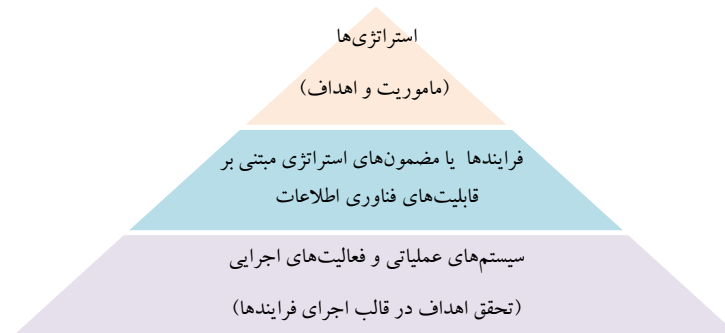 استراتژی‌ها
(ماموریت و اهداف)
فرایندها یا مضمون‌های استراتژی مبتنی بر
قابلیت‌های فناوری اطلاعات
سیستم‌های عملیاتی و فعالیت‌های اجرایی
(تحقق اهداف در قالب اجرای فرایندها)